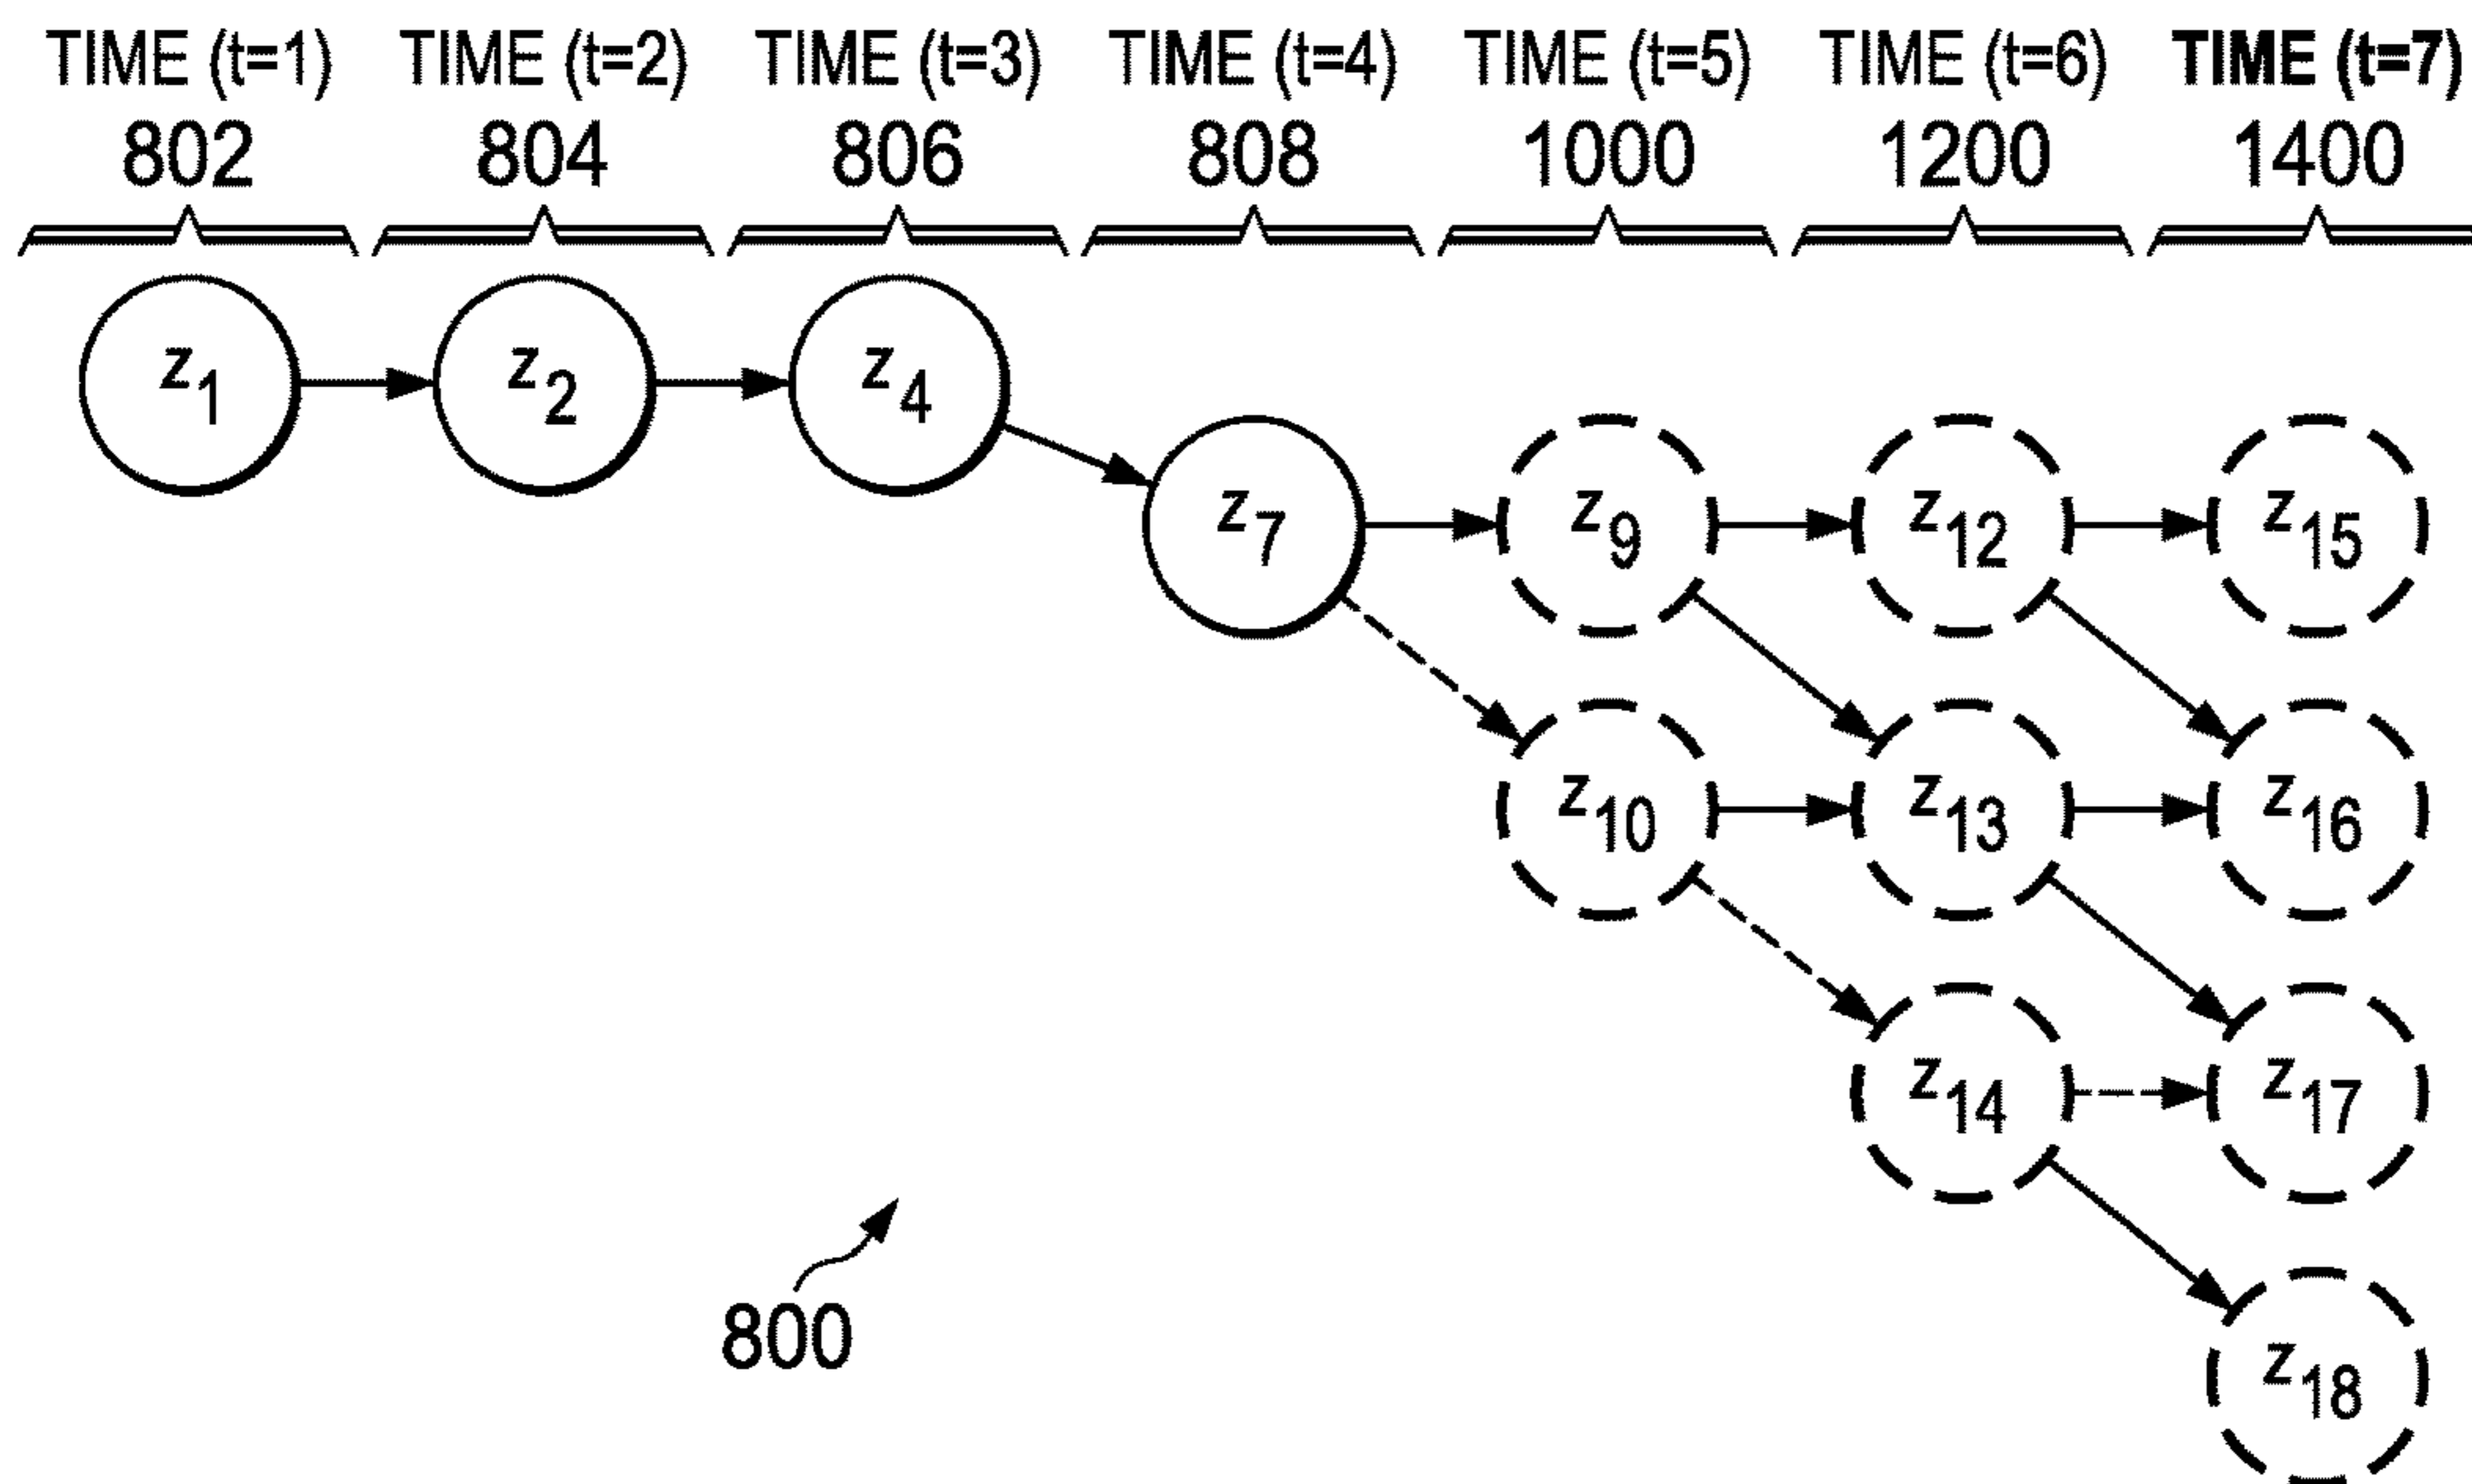 TIME (t=1) TIME (t=2) TIME (t=3) TIME (t=4) TIME (t=5) TIME (t=6) TIME (t=7)
802 804 806 808 1000 1200 1400
z1 z2 z4
z7 z9 z12 z15
z10 z13 z16
z14 z17
800 z18